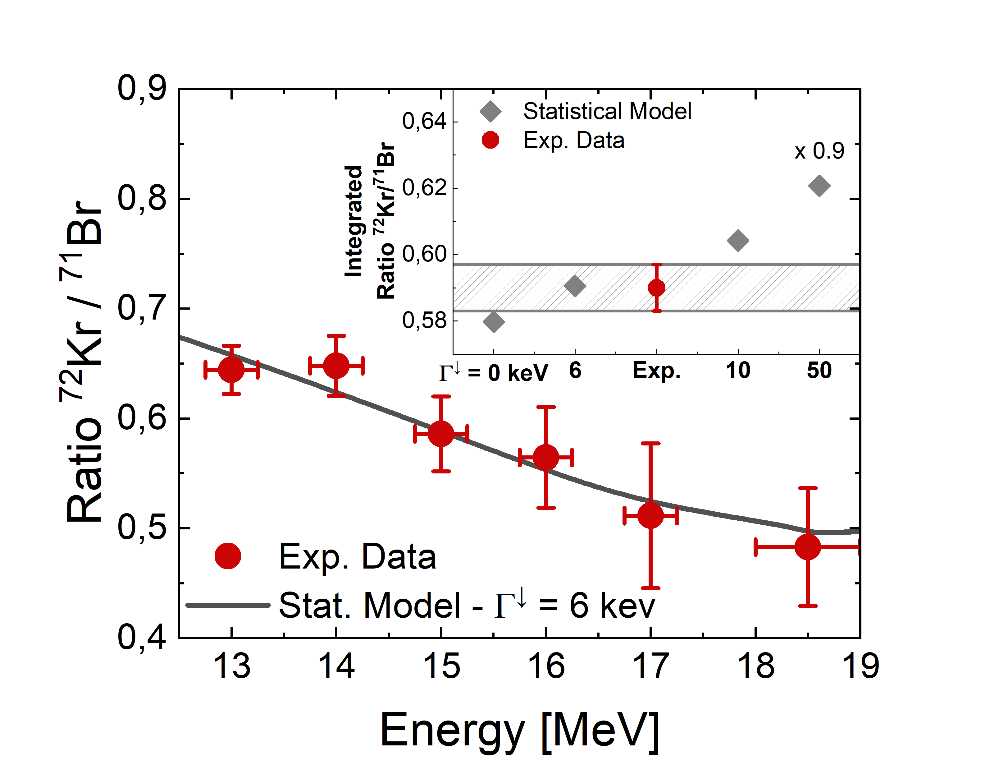 0,9
0,8
0,7
0,6
0,5
0,4
Ratio ⁷²Kr / ⁷¹Br
13 14 15 16 17 18 19
Energy [MeV]
Exp. Data
Stat. Model - Γ↓ = 6 kev
Integrated
Ratio ⁷²Kr/⁷¹Br
0,64
0,62
0,60
0,58
Statistical Model
Exp. Data
x 0.9
Γ↓ = 0 keV 6 Exp. 10 50